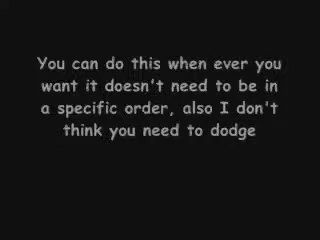 You can do this when ever you
want it doesn't need to be in
a specific order, also I don't
think you need to dodge